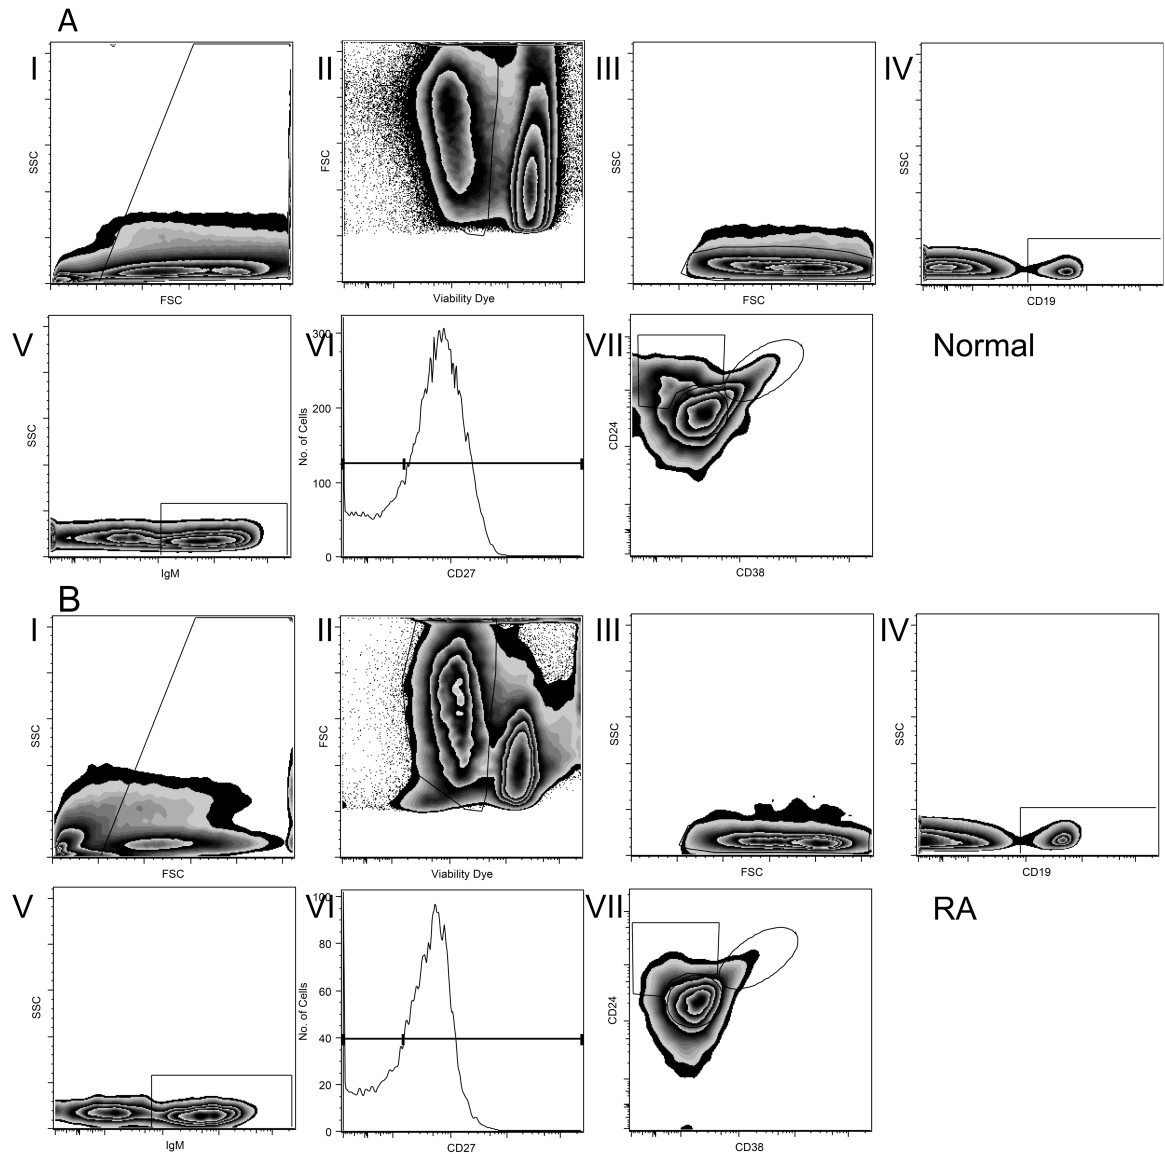 A
I
SSC
FSC
II
FSC
Viability Dye
III
SSC
FSC
IV
SSC
CD19
V
SSC
IgM
VI
No. of Cells
300
200
100
0
CD27
VII
CD24
CD38
Normal
B
I
SSC
FSC
II
FSC
Viability Dye
III
SSC
FSC
IV
SSC
CD19
V
SSC
IgM
VI
No. of Cells
100
80
60
40
20
0
CD27
VII
CD24
CD38
RA